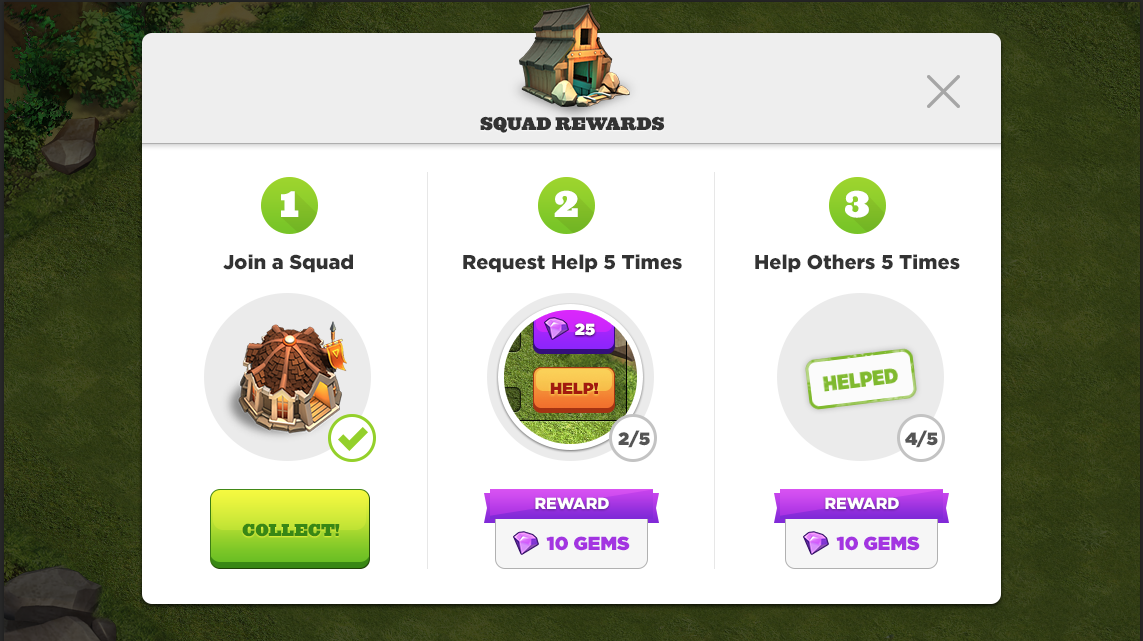 SQUAD REWARDS
1
Join a Squad
COLLECT!
2
Request Help 5 Times
25
HELP!
2/5
REWARD
10 GEMS
3
Help Others 5 Times
HELPED
4/5
REWARD
10 GEMS